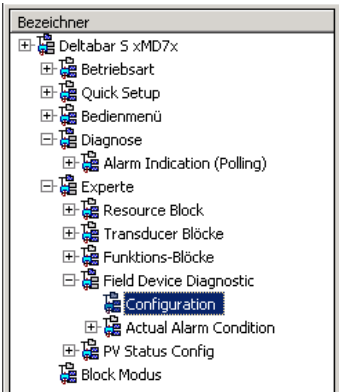 Bezeichner
Deltabar S xMD7x
Betriebsart
Quick Setup
Bedienmenü
Diagnose
Alarm Indication (Polling)
Experte
Resource Block
Transducer Blöcke
Funktions-Blöcke
Field Device Diagnostic
Configuration
Actual Alarm Condition
PV Status Config
Block Modus